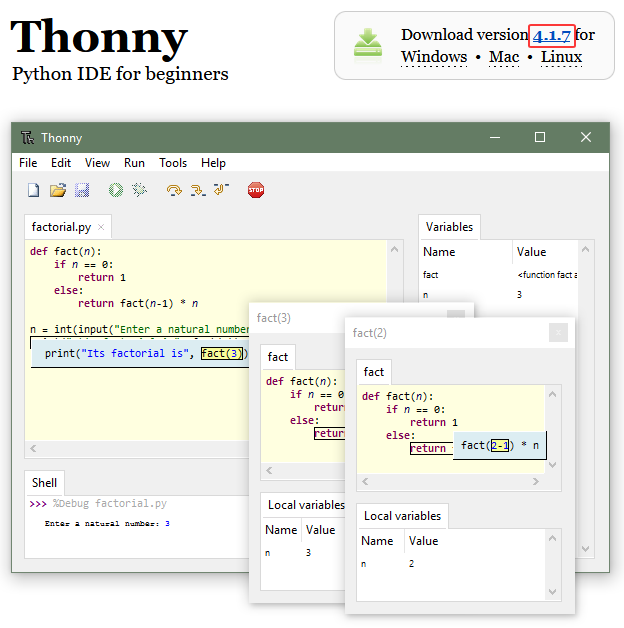 Thonny
Python IDE for beginners
Download version 4.1.7 for
Windows • Mac • Linux
Thonny
File Edit View Run Tools Help
STOP
factorial.py
def fact(n):
if n == 0:
return 1
else:
return fact(n-1) * n
n = int(input("Enter a natural number
print("Its factorial is", fact(3))
Variables
Name Value
fact <function fact a
n 3
Shell
>>> %Debug factorial.py
Enter a natural number: 3
fact(3)
fact
def fact(n):
if n == 0:
return
else:
return
Local variables
Name Value
n 3
fact(2)
fact
def fact(n):
if n == 0:
return 1
else:
return
fact(2-1) * n
Local variables
Name Value
n 2